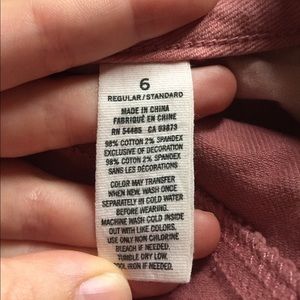 6
REGULAR/STANDARD
MADE IN CHINA
FABRIQUÉ EN CHINE
RN 54485 CA 93873
98% COTTON 2% SPANDEX
EXCLUSIVE OF DECORATION
98% COTTON 2% SPANDEX
SANS LES DÉCORATIONS
COLOR MAY TRANSFER
WHEN NEW. WASH ONCE
SEPARATELY IN COLD WATER
BEFORE WEARING.
MACHINE WASH COLD INSIDE
OUT WITH LIKE COLORS.
USE ONLY NON CHLORINE
BLEACH IF NEEDED.
TUMBLE DRY LOW.
COOL IRON IF NEEDED